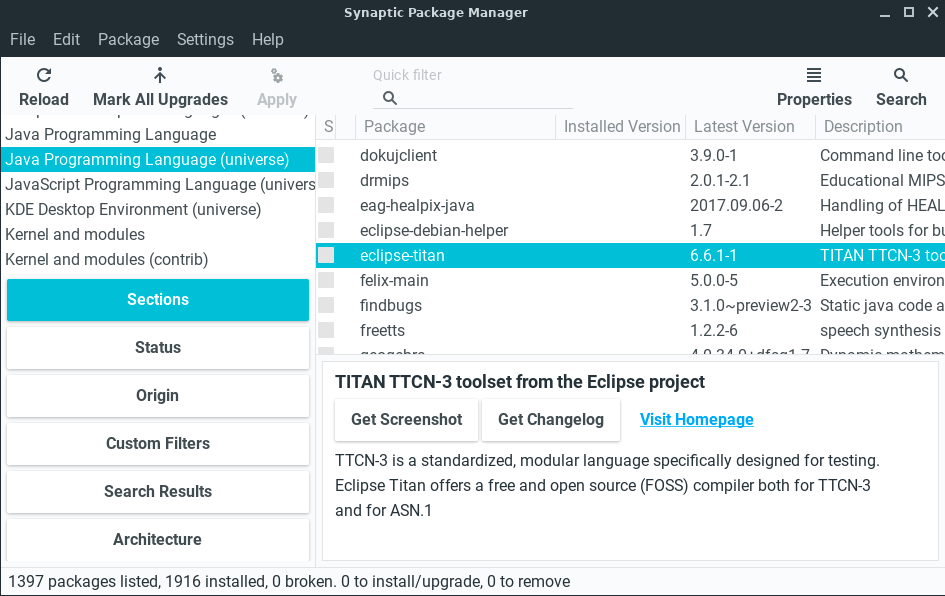 Synaptic Package Manager
File Edit Package Settings Help
Reload
Mark All Upgrades
Apply
Quick filter
Properties
Search
Java Programming Language
Java Programming Language (universe)
JavaScript Programming Language (univers
KDE Desktop Environment (universe)
Kernel and modules
Kernel and modules (contrib)
Sections
Status
Origin
Custom Filters
Search Results
Architecture
S Package Installed Version Latest Version Description
dokujclient 3.9.0-1 Command line too
drmips 2.0.1-2.1 Educational MIPS
eag-healpix-java 2017.09.06-2 Handling of HEAL
eclipse-debian-helper 1.7 Helper tools for bu
eclipse-titan 6.6.1-1 TITAN TTCN-3 too
felix-main 5.0.0-5 Execution environ
findbugs 3.1.0~preview2-3 Static java code a
freetts 1.2.2-6 speech synthesis
TITAN TTCN-3 toolset from the Eclipse project
Get Screenshot Get Changelog Visit Homepage
TTCN-3 is a standardized, modular language specifically designed for testing.
Eclipse Titan offers a free and open source (FOSS) compiler both for TTCN-3
and for ASN.1
1397 packages listed, 1916 installed, 0 broken. 0 to install/upgrade, 0 to remove